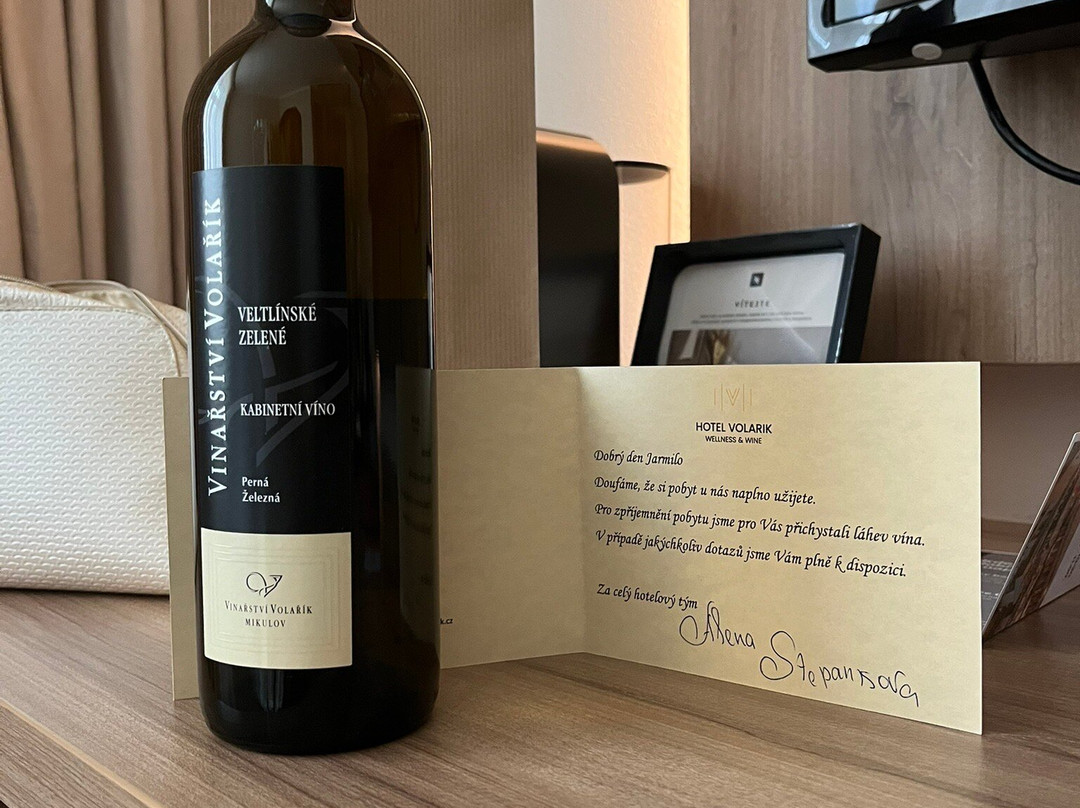 VINAŘSTVÍ VOLAŘÍK
VELTLÍNSKÉ
ZELENÉ
KABINETNÍ VÍNO
Perná
Železná
VINAŘSTVÍ VOLAŘÍK
MIKULOV
k.cz
VÍTEJTE
HOTEL VOLARIK
WELLNESS & WINE
Dobrý den Jarmilo
Doufáme, že si pobyt u nás naplno užijete.
Pro zpříjemnění pobytu jsme pro Vás přichystali láhev vína.
V případě jakýchkoliv dotazů jsme Vám plně k dispozici.
Za celý hotelový tým
Alena